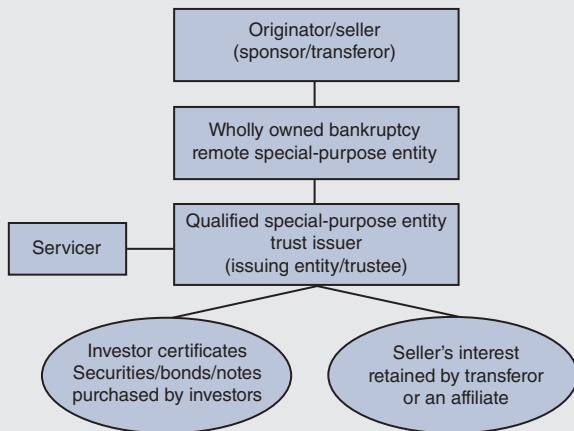 Originator/seller
(sponsor/transferor)
Wholly owned bankruptcy
remote special-purpose entity
Qualified special-purpose entity
trust issuer
(issuing entity/trustee)
Servicer
Investor certificates
Securities/bonds/notes
purchased by investors
Seller's interest
retained by transferor
or an affiliate